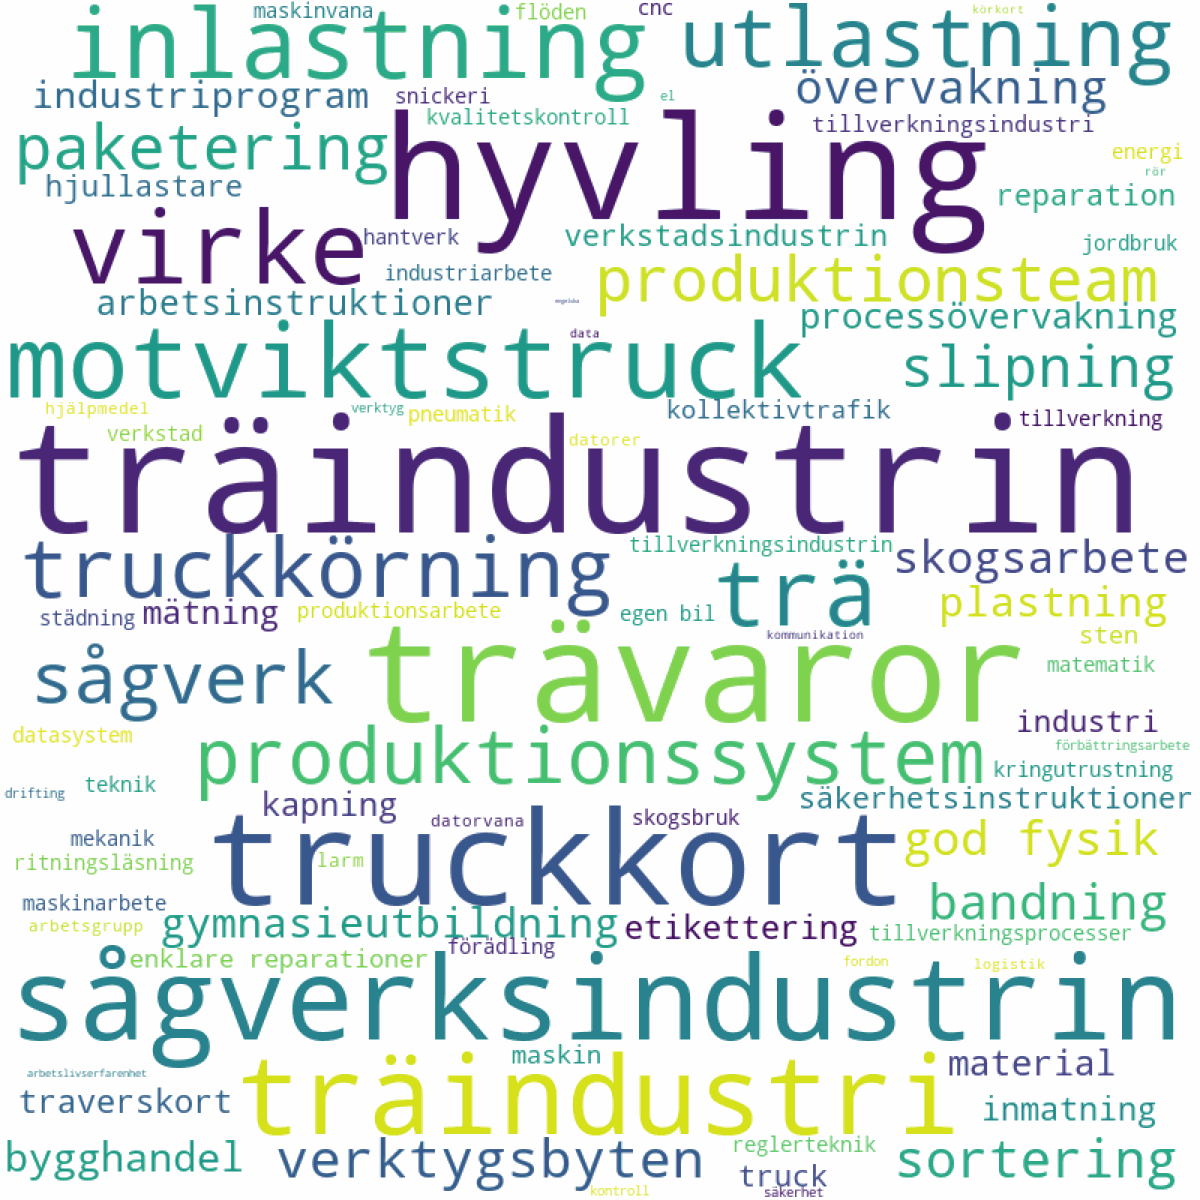 maskinvana flöden cnc körkort
inlastning utlastning
industriprogram snickeri el övervakning
paketering kvalitetskontroll tillverkningsindustri
hyvling energi
hjullastare rör
reparation
virke hantverk verkstadsindustrin jordbruk
industriarbete produktionsteam
arbetsinstruktioner engelska processövervakning
motviktstruck data slipning
hjälpmedel verktyg pneumatik kollektivtrafik tillverkning
verkstad datorer
träindustrin
truckkörning tillverkningsindustrin skogsarbete
trä
städning mätning produktionsarbete egen bil plastning
kommunikation sten
sågverk trävaror matematik
industri
datasystem produktionssystem förbättringsarbete
kringutrustning
drifting teknik säkerhetsinstruktioner
kapning datorvana skogsbruk
mekanik truckkort god fysik
ritningsläsning larm
maskinarbete bandning
arbetsgrupp gymnasieutbildning etikettering tillverkningsprocesser
förädling
enklare reparationer fordon logistik
sågverksindustrin
maskin material
arbetslivserfarenhet träindustri
traverskort inmatning
bygghandel verktygsbyten reglerteknik sortering
truck
kontroll säkerhet